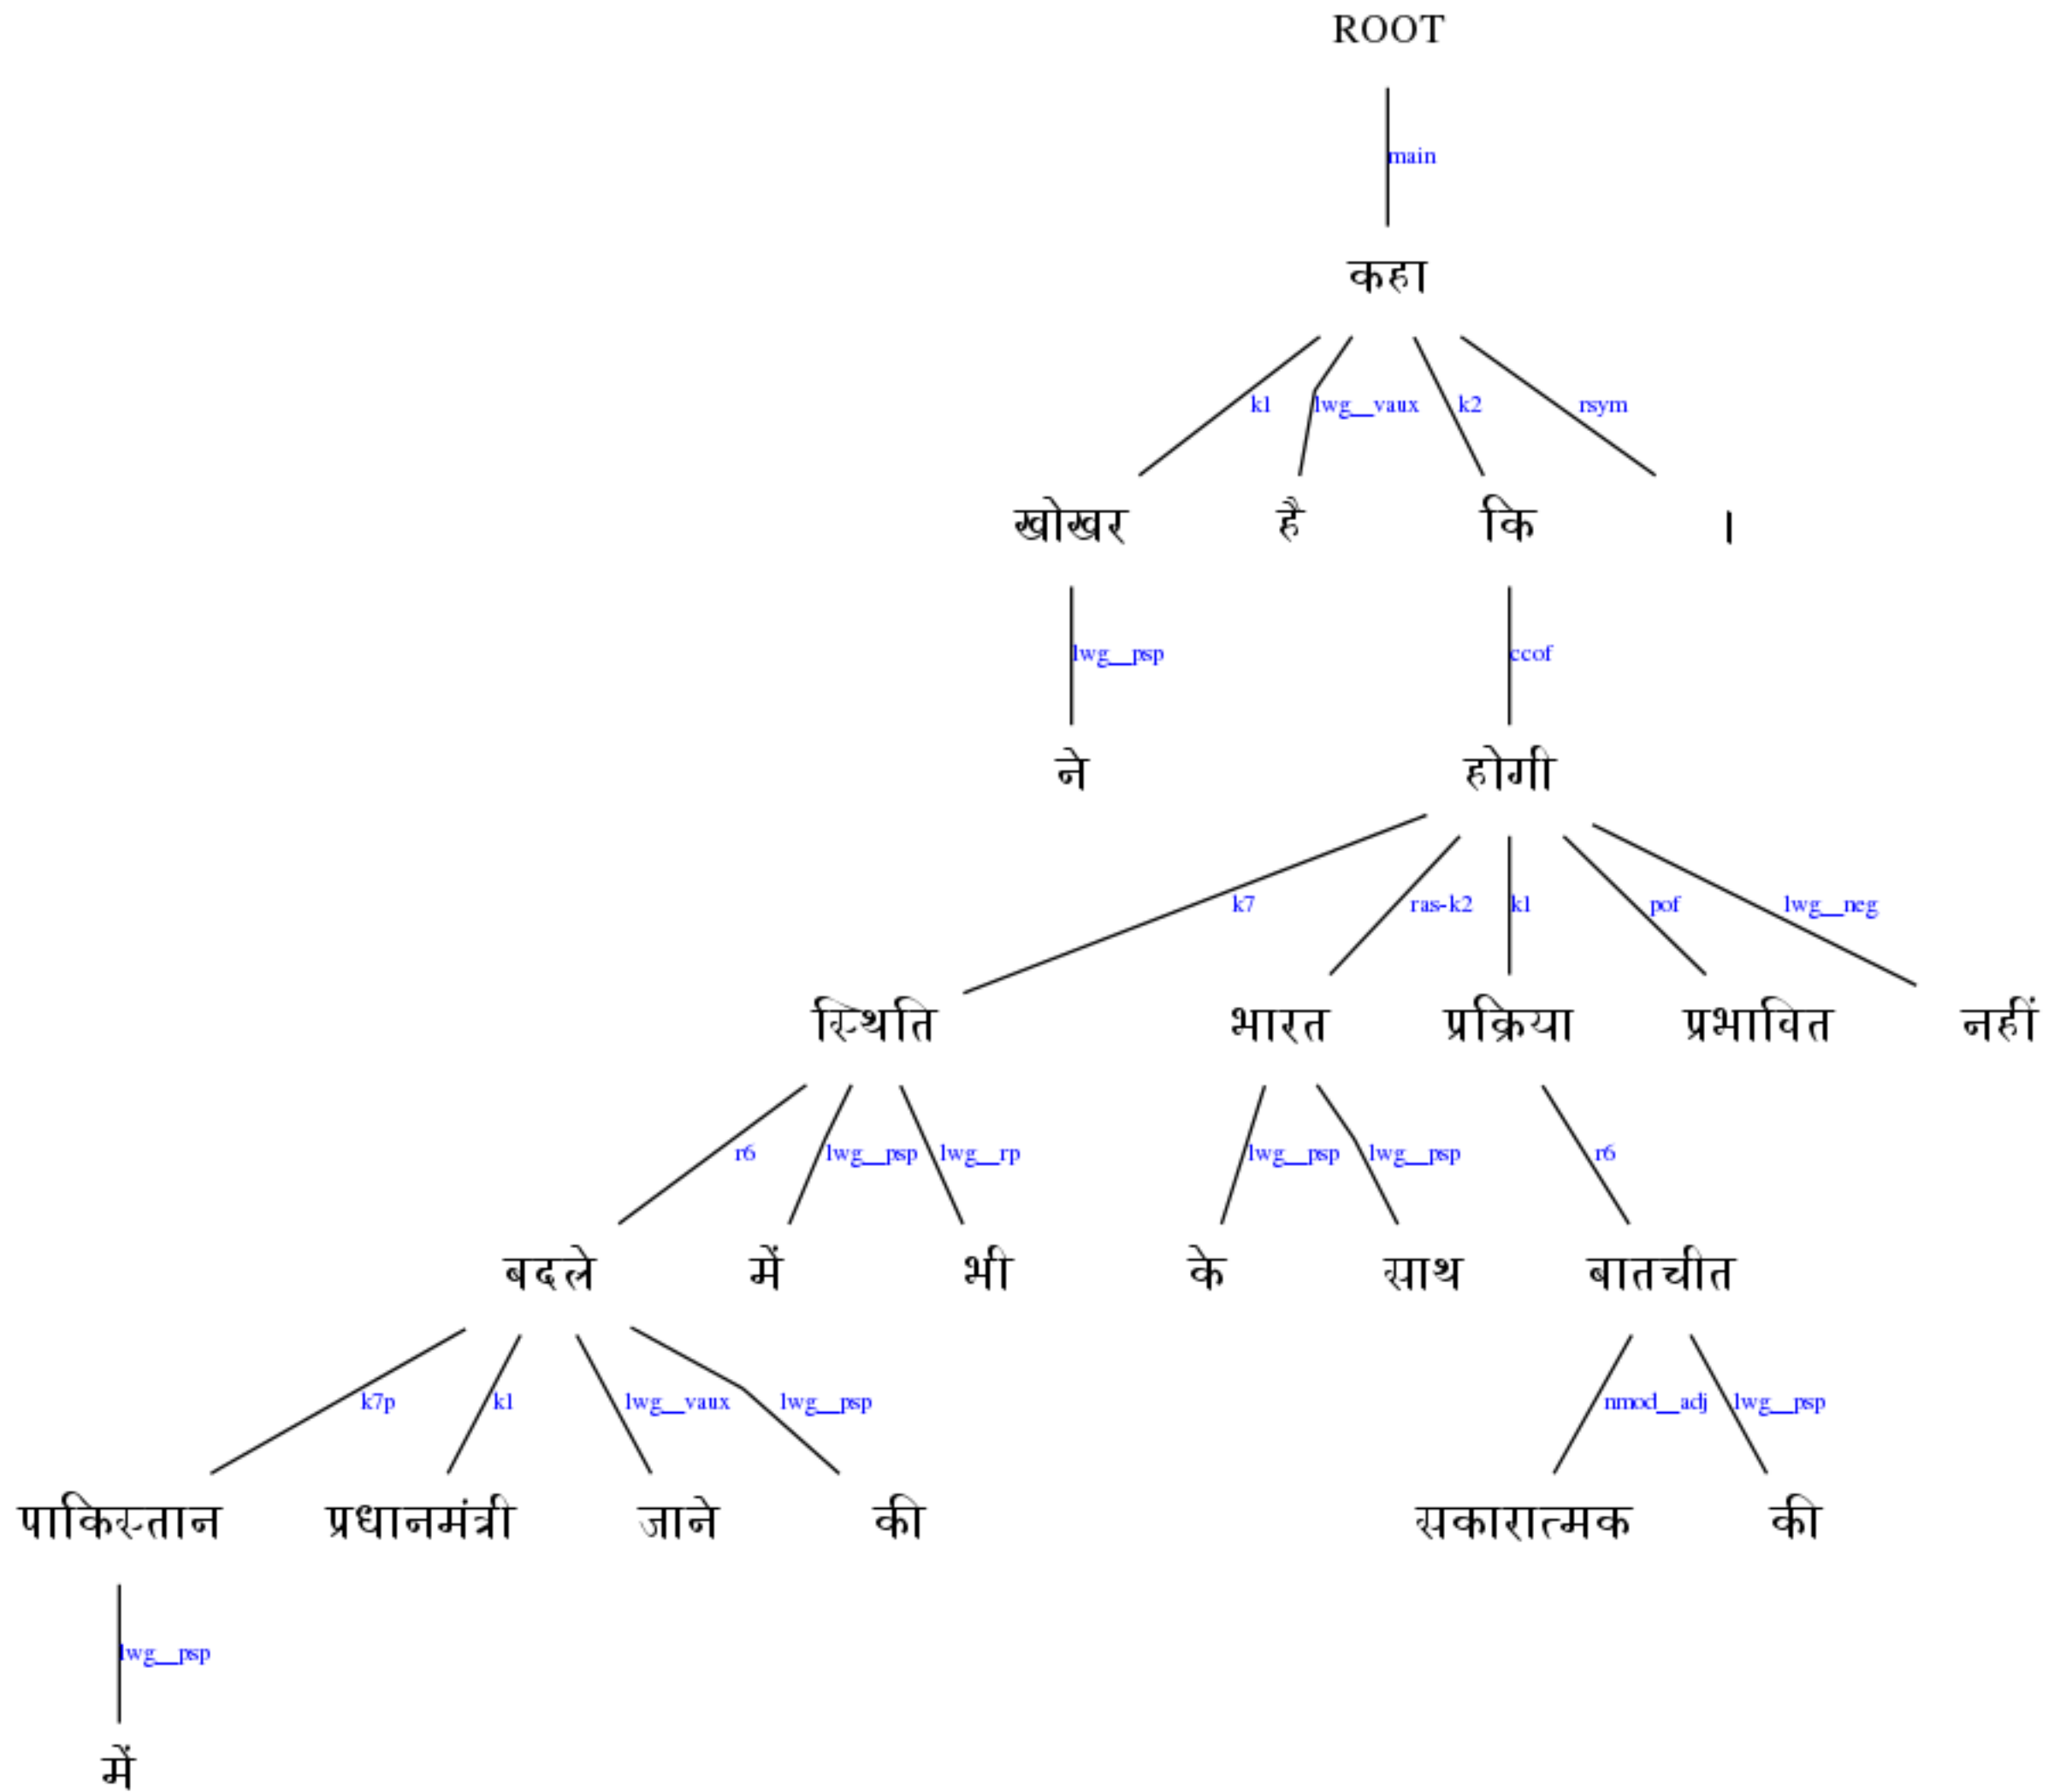 ROOT
main
कहा
k1 lwg__vaux k2 rsym
खोखर है कि ।
lwg__psp ccof
ने होगी
k7 ras-k2 k1 pof lwg__neg
स्थिति भारत प्रक्रिया प्रभावित नहीं
r6 lwg__psp lwg__rp lwg__psp lwg__psp r6
बदले में भी के साथ बातचीत
k7p k1 lwg__vaux lwg__psp nmod__adj lwg__psp
पाकिस्तान प्रधानमंत्री जाने की सकारात्मक की
lwg__psp
में